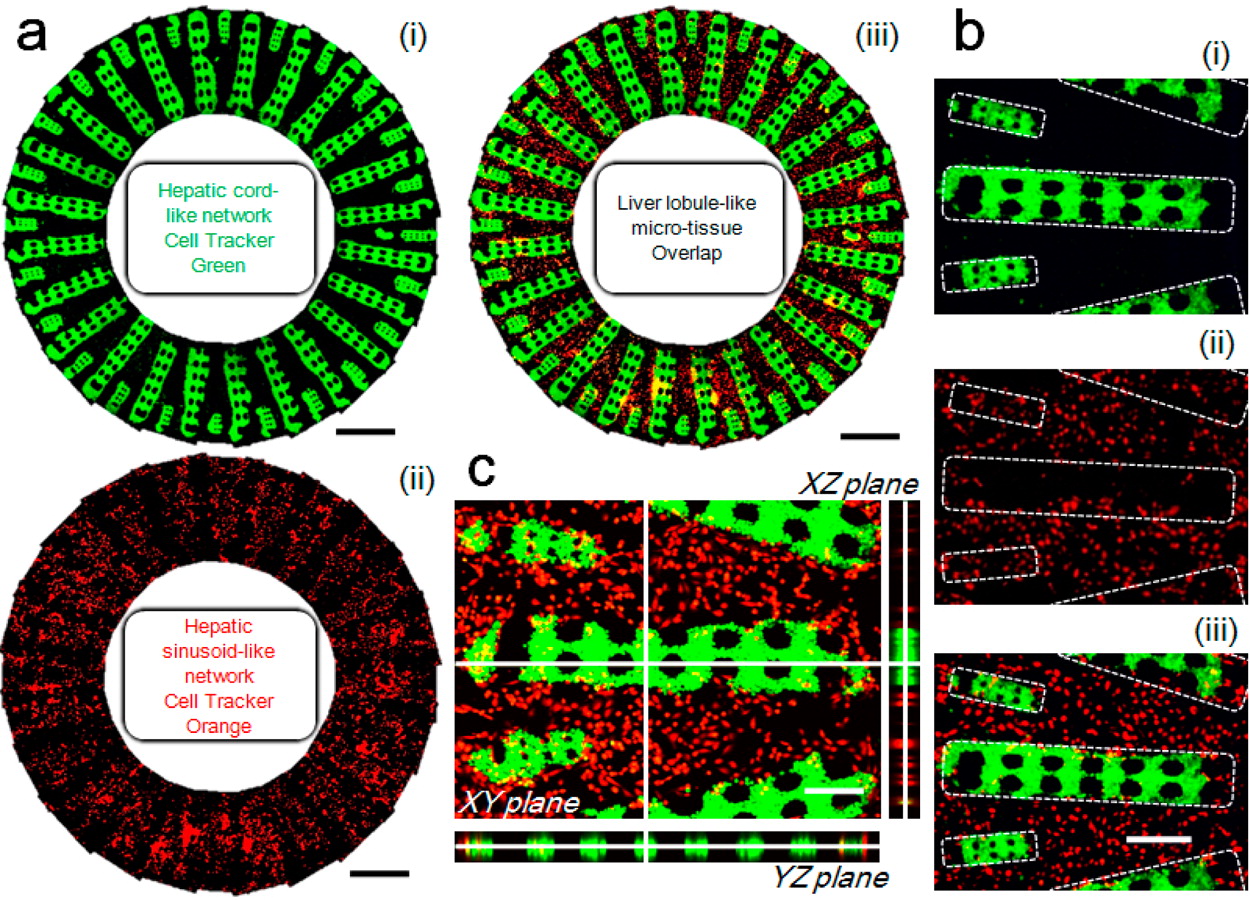 a
(i)
Hepatic cord-
like network
Cell Tracker
Green
(iii)
Liver lobule-like
micro-tissue
Overlap
(ii)
Hepatic
sinusoid-like
network
Cell Tracker
Orange
b
(i)
(ii)
(iii)
c
XZ plane
XY plane
YZ plane